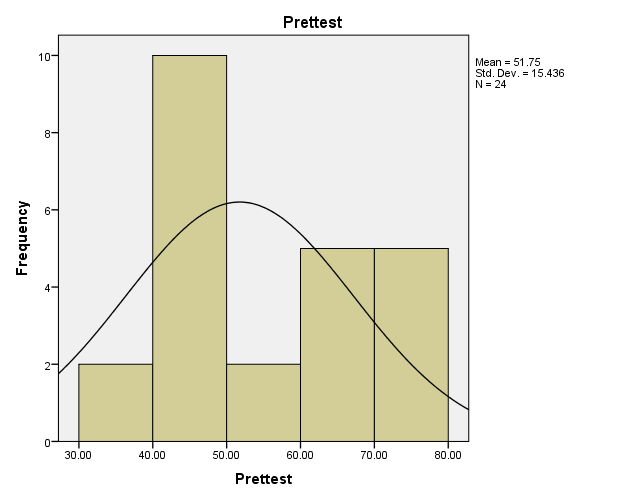 Prettest
Mean = 51.75
Std. Dev. = 15.436
N = 24
10
8
6
4
2
0
Frequency
30.00 40.00 50.00 60.00 70.00 80.00
Prettest